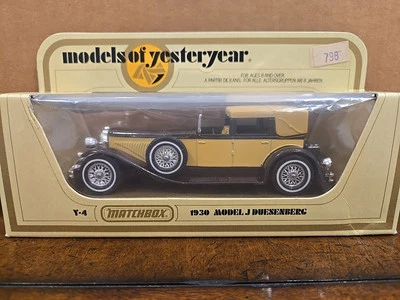 models of yesteryear
798
FOR AGES 8 AND OVER
Y-4 MATCHBOX 1930 MODEL J DUESENBERG